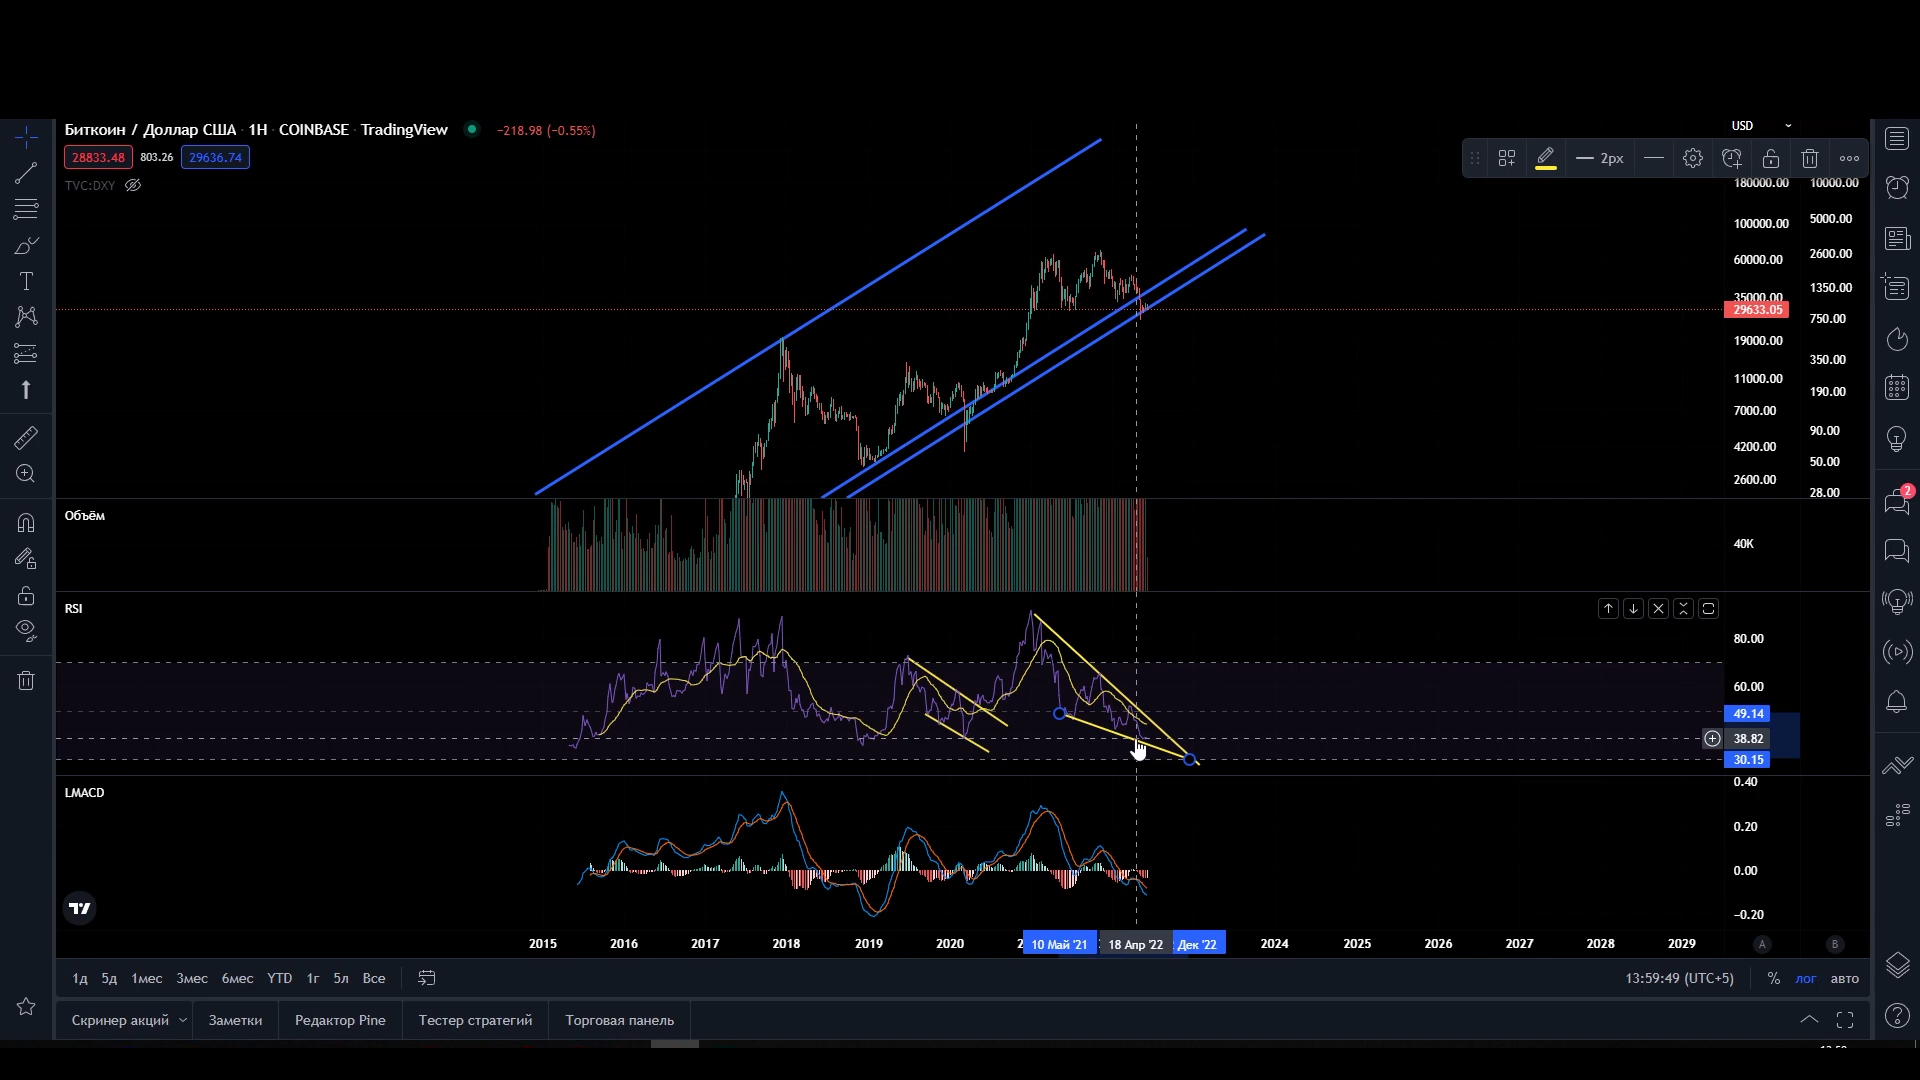 Биткоин / Доллар США · 1Н · COINBASE · TradingView −218.98 (−0.55%)
28833.48 803.26 29636.74
TVC:DXY
USD
2px
180000.00 10000.00
100000.00 5000.00
60000.00 2600.00
35000.00 1350.00
29633.05 750.00
19000.00 350.00
11000.00 190.00
7000.00 90.00
4200.00 50.00
2600.00 28.00
2
Объём
40K
RSI
80.00
60.00
49.14
38.82
30.15
LMACD
0.40
0.20
0.00
−0.20
2015 2016 2017 2018 2019 2020 10 Май '21 18 Апр '22 Дек '22 2024 2025 2026 2027 2028 2029 A B
1д 5д 1мес 3мес 6мес YTD 1г 5л Все 13:59:49 (UTC+5) % лог авто
Скринер акций Заметки Редактор Pine Тестер стратегий Торговая панель